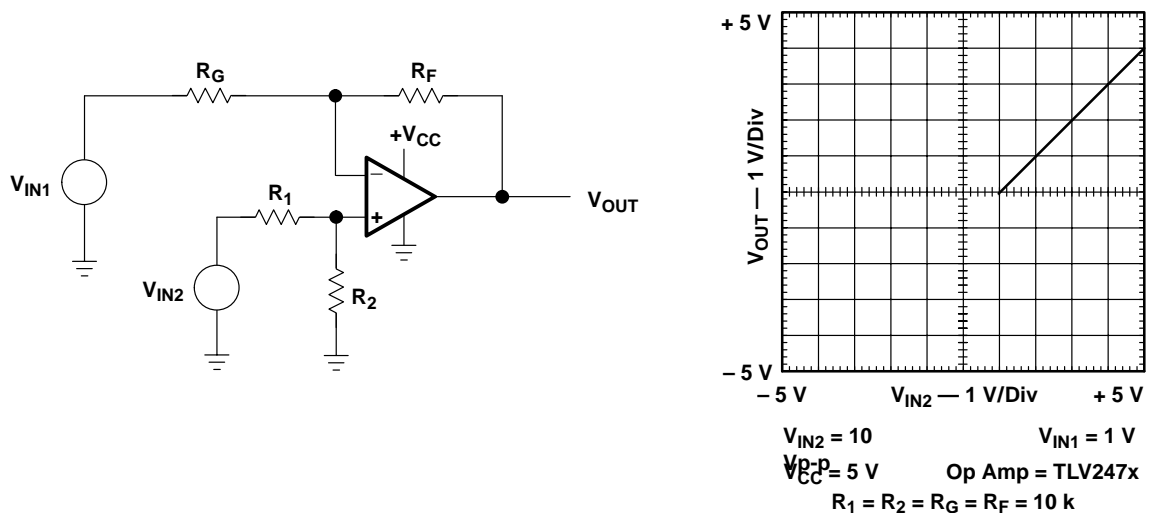 R_G
R_F
+V_CC
V_IN1
−
R_1
+
V_OUT
V_IN2
R_2
+ 5 V
V_OUT — 1 V/Div
– 5 V
– 5 V V_IN2 — 1 V/Div + 5 V
V_IN2 = 10 Vp-p
V_IN1 = 1 V
V_CC = 5 V
Op Amp = TLV247x
R_1 = R_2 = R_G = R_F = 10 k